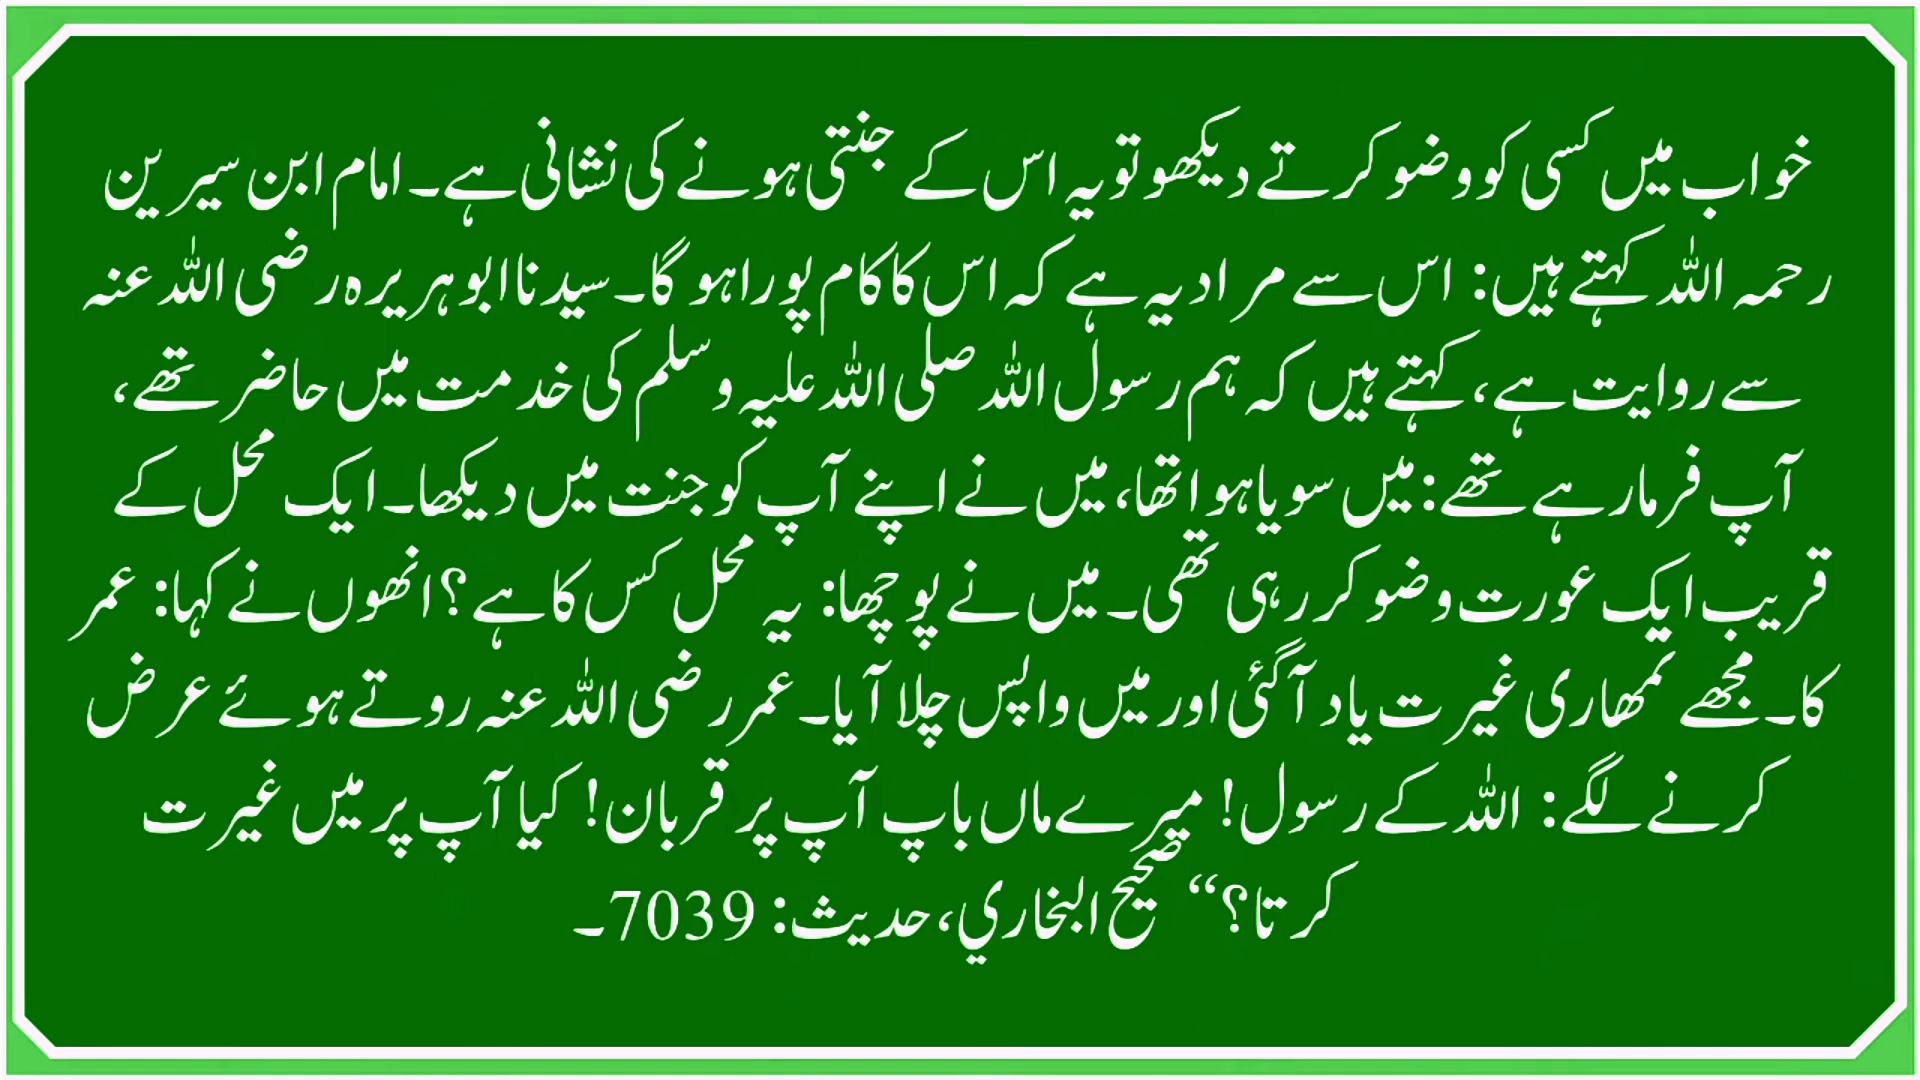 خواب میں کسی کو وضو کرتے دیکھو تو یہ اس کے جنتی ہونے کی نشانی ہے۔ امام ابن سیرین
رحمہ اللہ کہتے ہیں: اس سے مراد یہ ہے کہ اس کا کام پورا ہو گا۔ سیدنا ابو ہریرہ رضی اللہ عنہ
سے روایت ہے، کہتے ہیں کہ ہم رسول اللہ صلی اللہ علیہ وسلم کی خدمت میں حاضر تھے،
آپ فرما رہے تھے: میں سویا ہوا تھا، میں نے اپنے آپ کو جنت میں دیکھا۔ ایک محل کے
قریب ایک عورت وضو کر رہی تھی۔ میں نے پوچھا: یہ محل کس کا ہے؟ انھوں نے کہا: عمر
کا۔ مجھے تمھاری غیرت یاد آ گئی اور میں واپس چلا آیا۔ عمر رضی اللہ عنہ روتے ہوئے عرض
کرنے لگے: اللہ کے رسول! میرے ماں باپ آپ پر قربان! کیا آپ پر میں غیرت
کرتا؟“ صحيح البخاري، حدیث: 7039۔